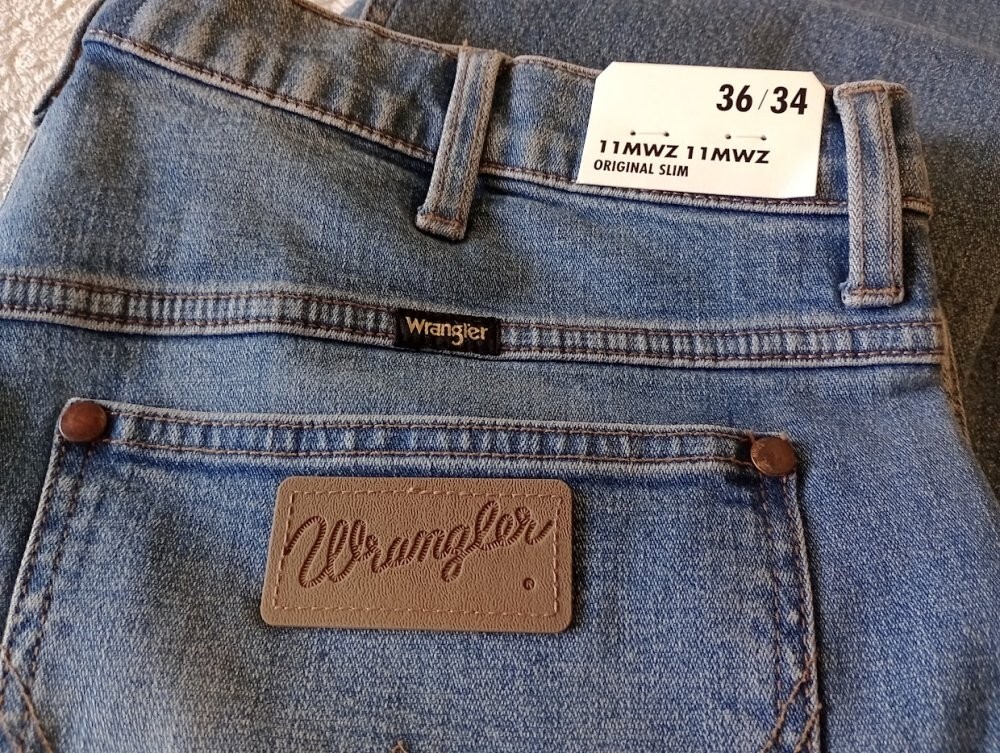 36/34
11MWZ 11MWZ
ORIGINAL SLIM
Wrangler
Wrangler
®